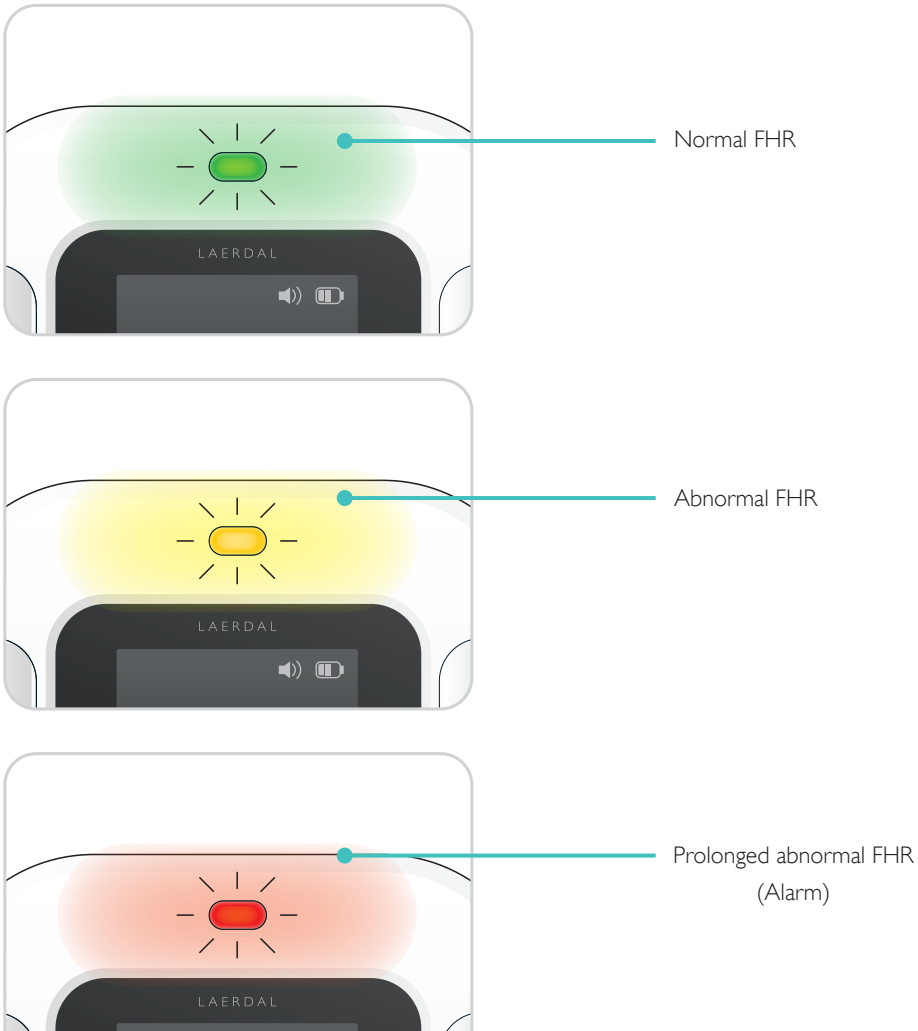 Normal FHR
LAERDAL
Abnormal FHR
LAERDAL
Prolonged abnormal FHR
(Alarm)
LAERDAL